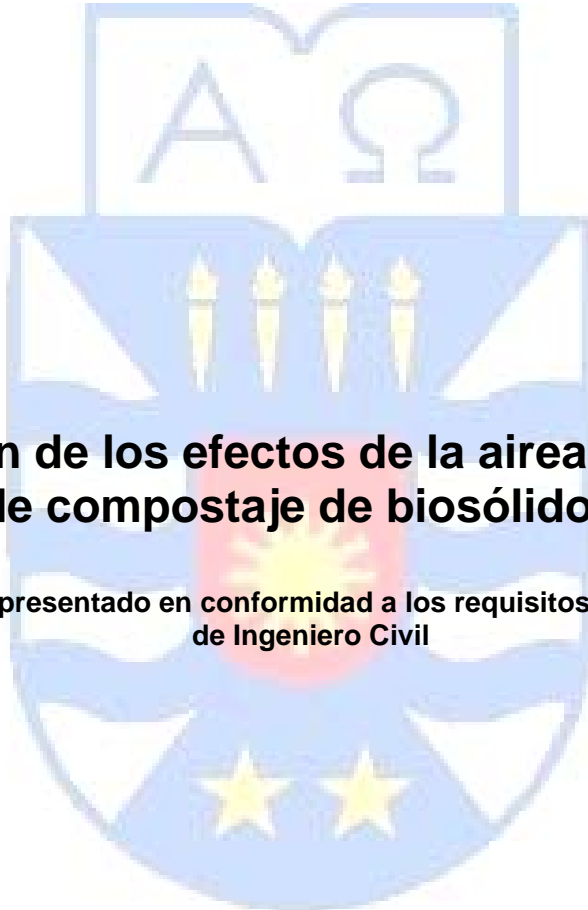 Α Ω
n de los efectos de la airea
le compostaje de biosólido
presentado en conformidad a los requisitos
de Ingeniero Civil